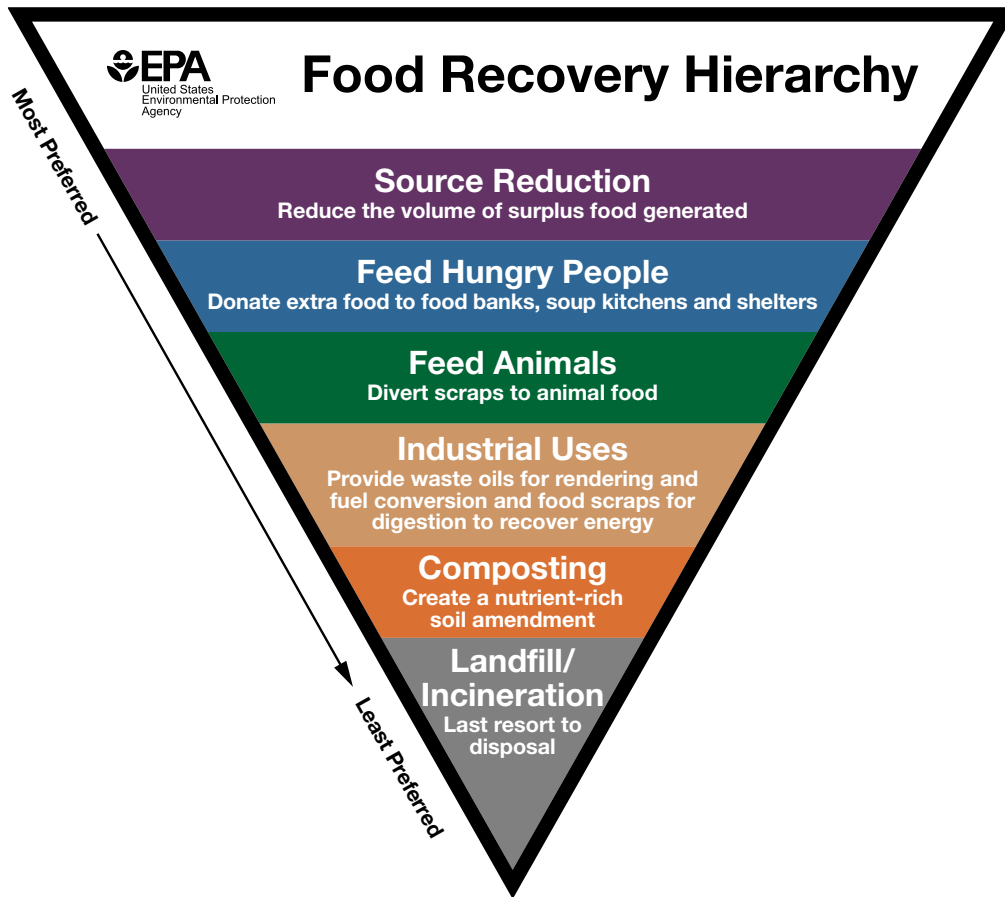 EPA
United States
Environmental Protection
Agency
Food Recovery Hierarchy
Most Preferred
Source Reduction
Reduce the volume of surplus food generated
Feed Hungry People
Donate extra food to food banks, soup kitchens and shelters
Feed Animals
Divert scraps to animal food
Industrial Uses
Provide waste oils for rendering and
fuel conversion and food scraps for
digestion to recover energy
Composting
Create a nutrient-rich
soil amendment
Landfill/
Incineration
Last resort to
disposal
Least Preferred